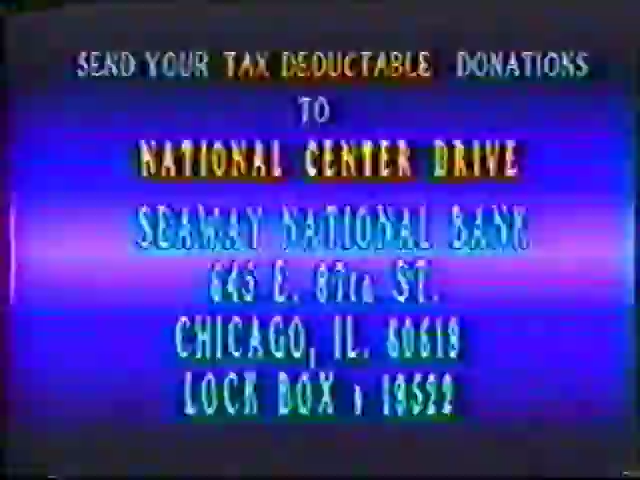 SEND YOUR TAX DEDUCTABLE DONATIONS
TO
NATIONAL CENTER DRIVE
SEAWAY NATIONAL BANK
645 E. 87th ST.
CHICAGO, IL. 60619
LOCK BOX